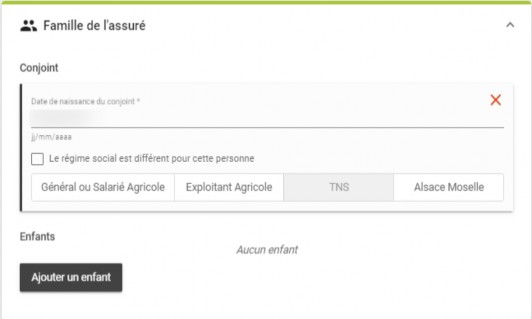 Famille de l'assuré
Conjoint
Date de naissance du conjoint *
jj/mm/aaaa
Le régime social est différent pour cette personne
Général ou Salarié Agricole Exploitant Agricole TNS Alsace Moselle
Enfants
Aucun enfant
Ajouter un enfant